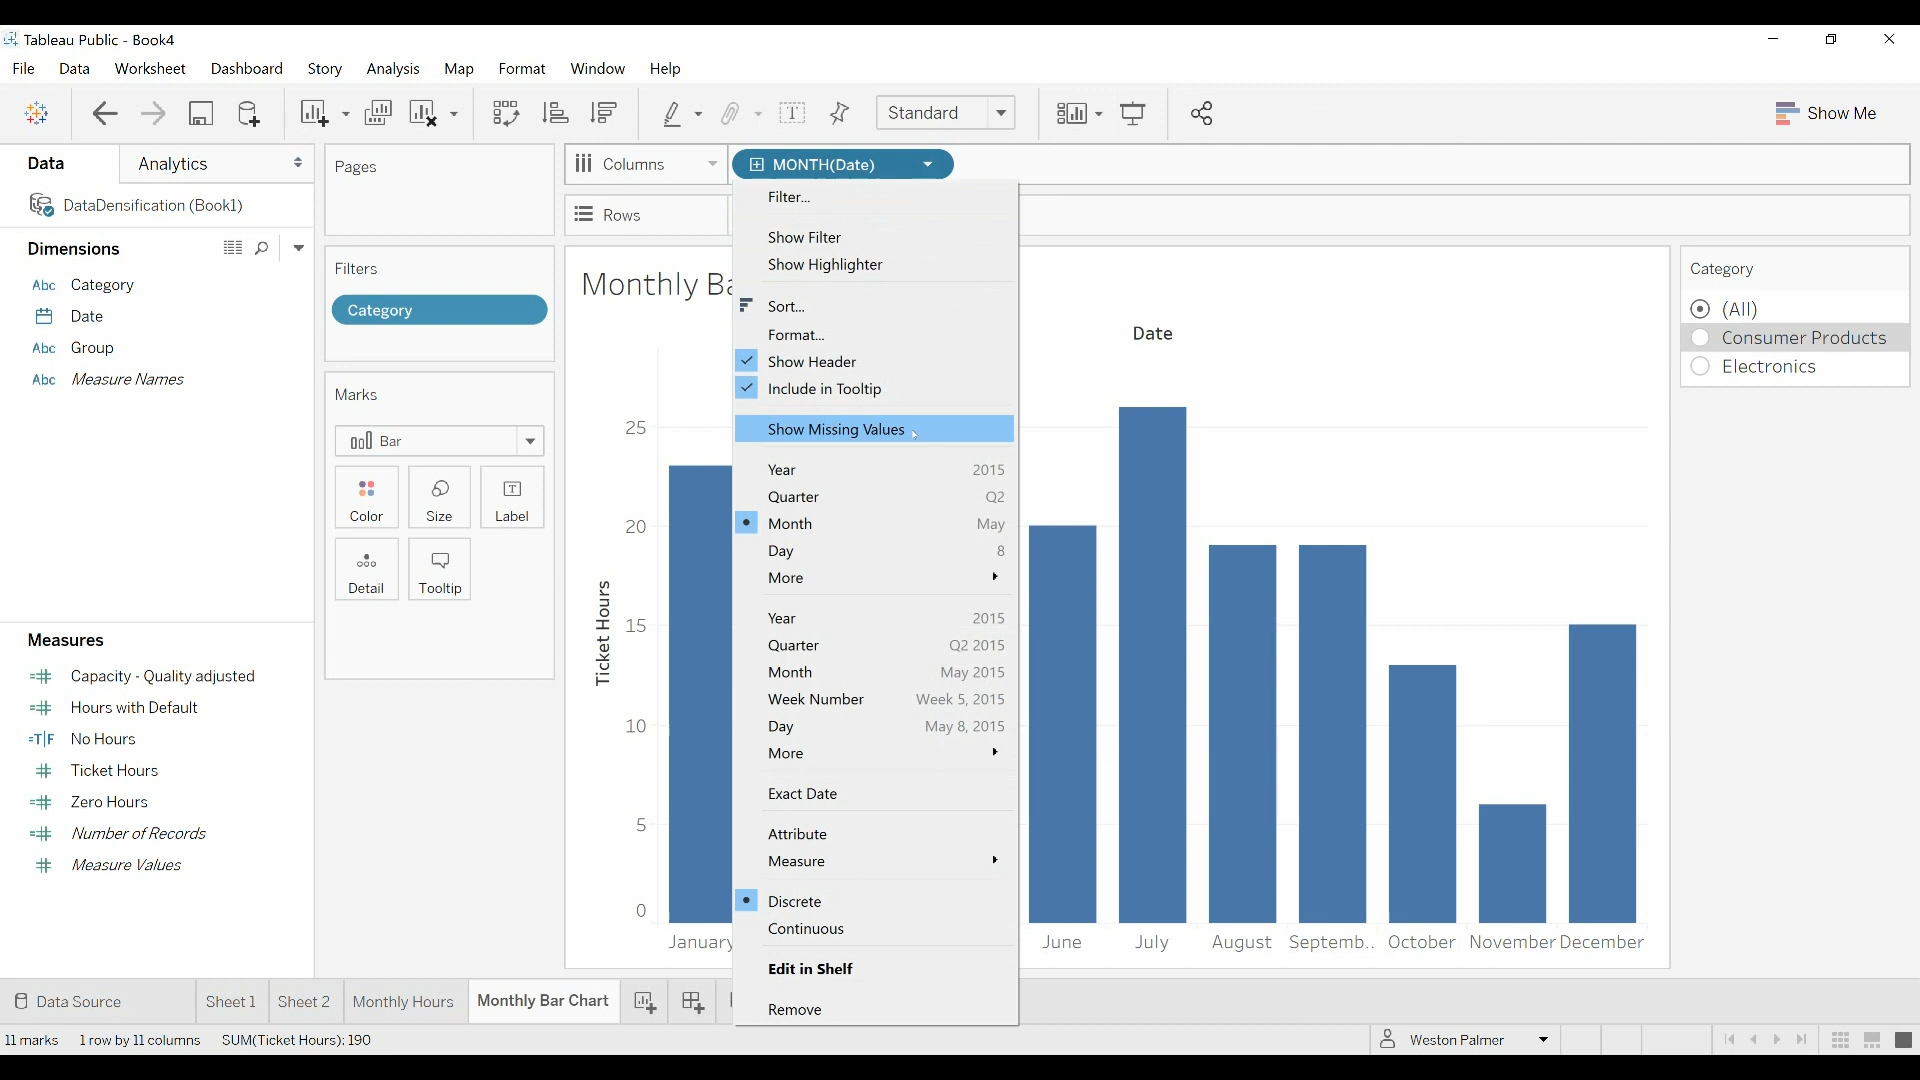 Tableau Public - Book4
File Data Worksheet Dashboard Story Analysis Map Format Window Help
Standard
Show Me
Data Analytics
DataDensification (Book1)
Dimensions
Abc Category
Date
Abc Group
Abc Measure Names
Measures
Capacity - Quality adjusted
Hours with Default
=T|F No Hours
Ticket Hours
Zero Hours
Number of Records
Measure Values
Pages
Filters
Category
Marks
Bar
Color Size Label
Detail Tooltip
Columns MONTH(Date)
Rows
Filter...
Show Filter
Show Highlighter
Sort...
Format...
Show Header
Include in Tooltip
Show Missing Values
Year 2015
Quarter Q2
Month May
Day 8
More
Year 2015
Quarter Q2 2015
Month May 2015
Week Number Week 5, 2015
Day May 8, 2015
More
Exact Date
Attribute
Measure
Discrete
Continuous
Edit in Shelf
Remove
Monthly Ba
Date
Ticket Hours
25
20
15
10
5
0
January June July August Septemb.. October November December
Category
(All)
Consumer Products
Electronics
Data Source Sheet 1 Sheet 2 Monthly Hours Monthly Bar Chart
11 marks 1 row by 11 columns SUM(Ticket Hours): 190
Weston Palmer